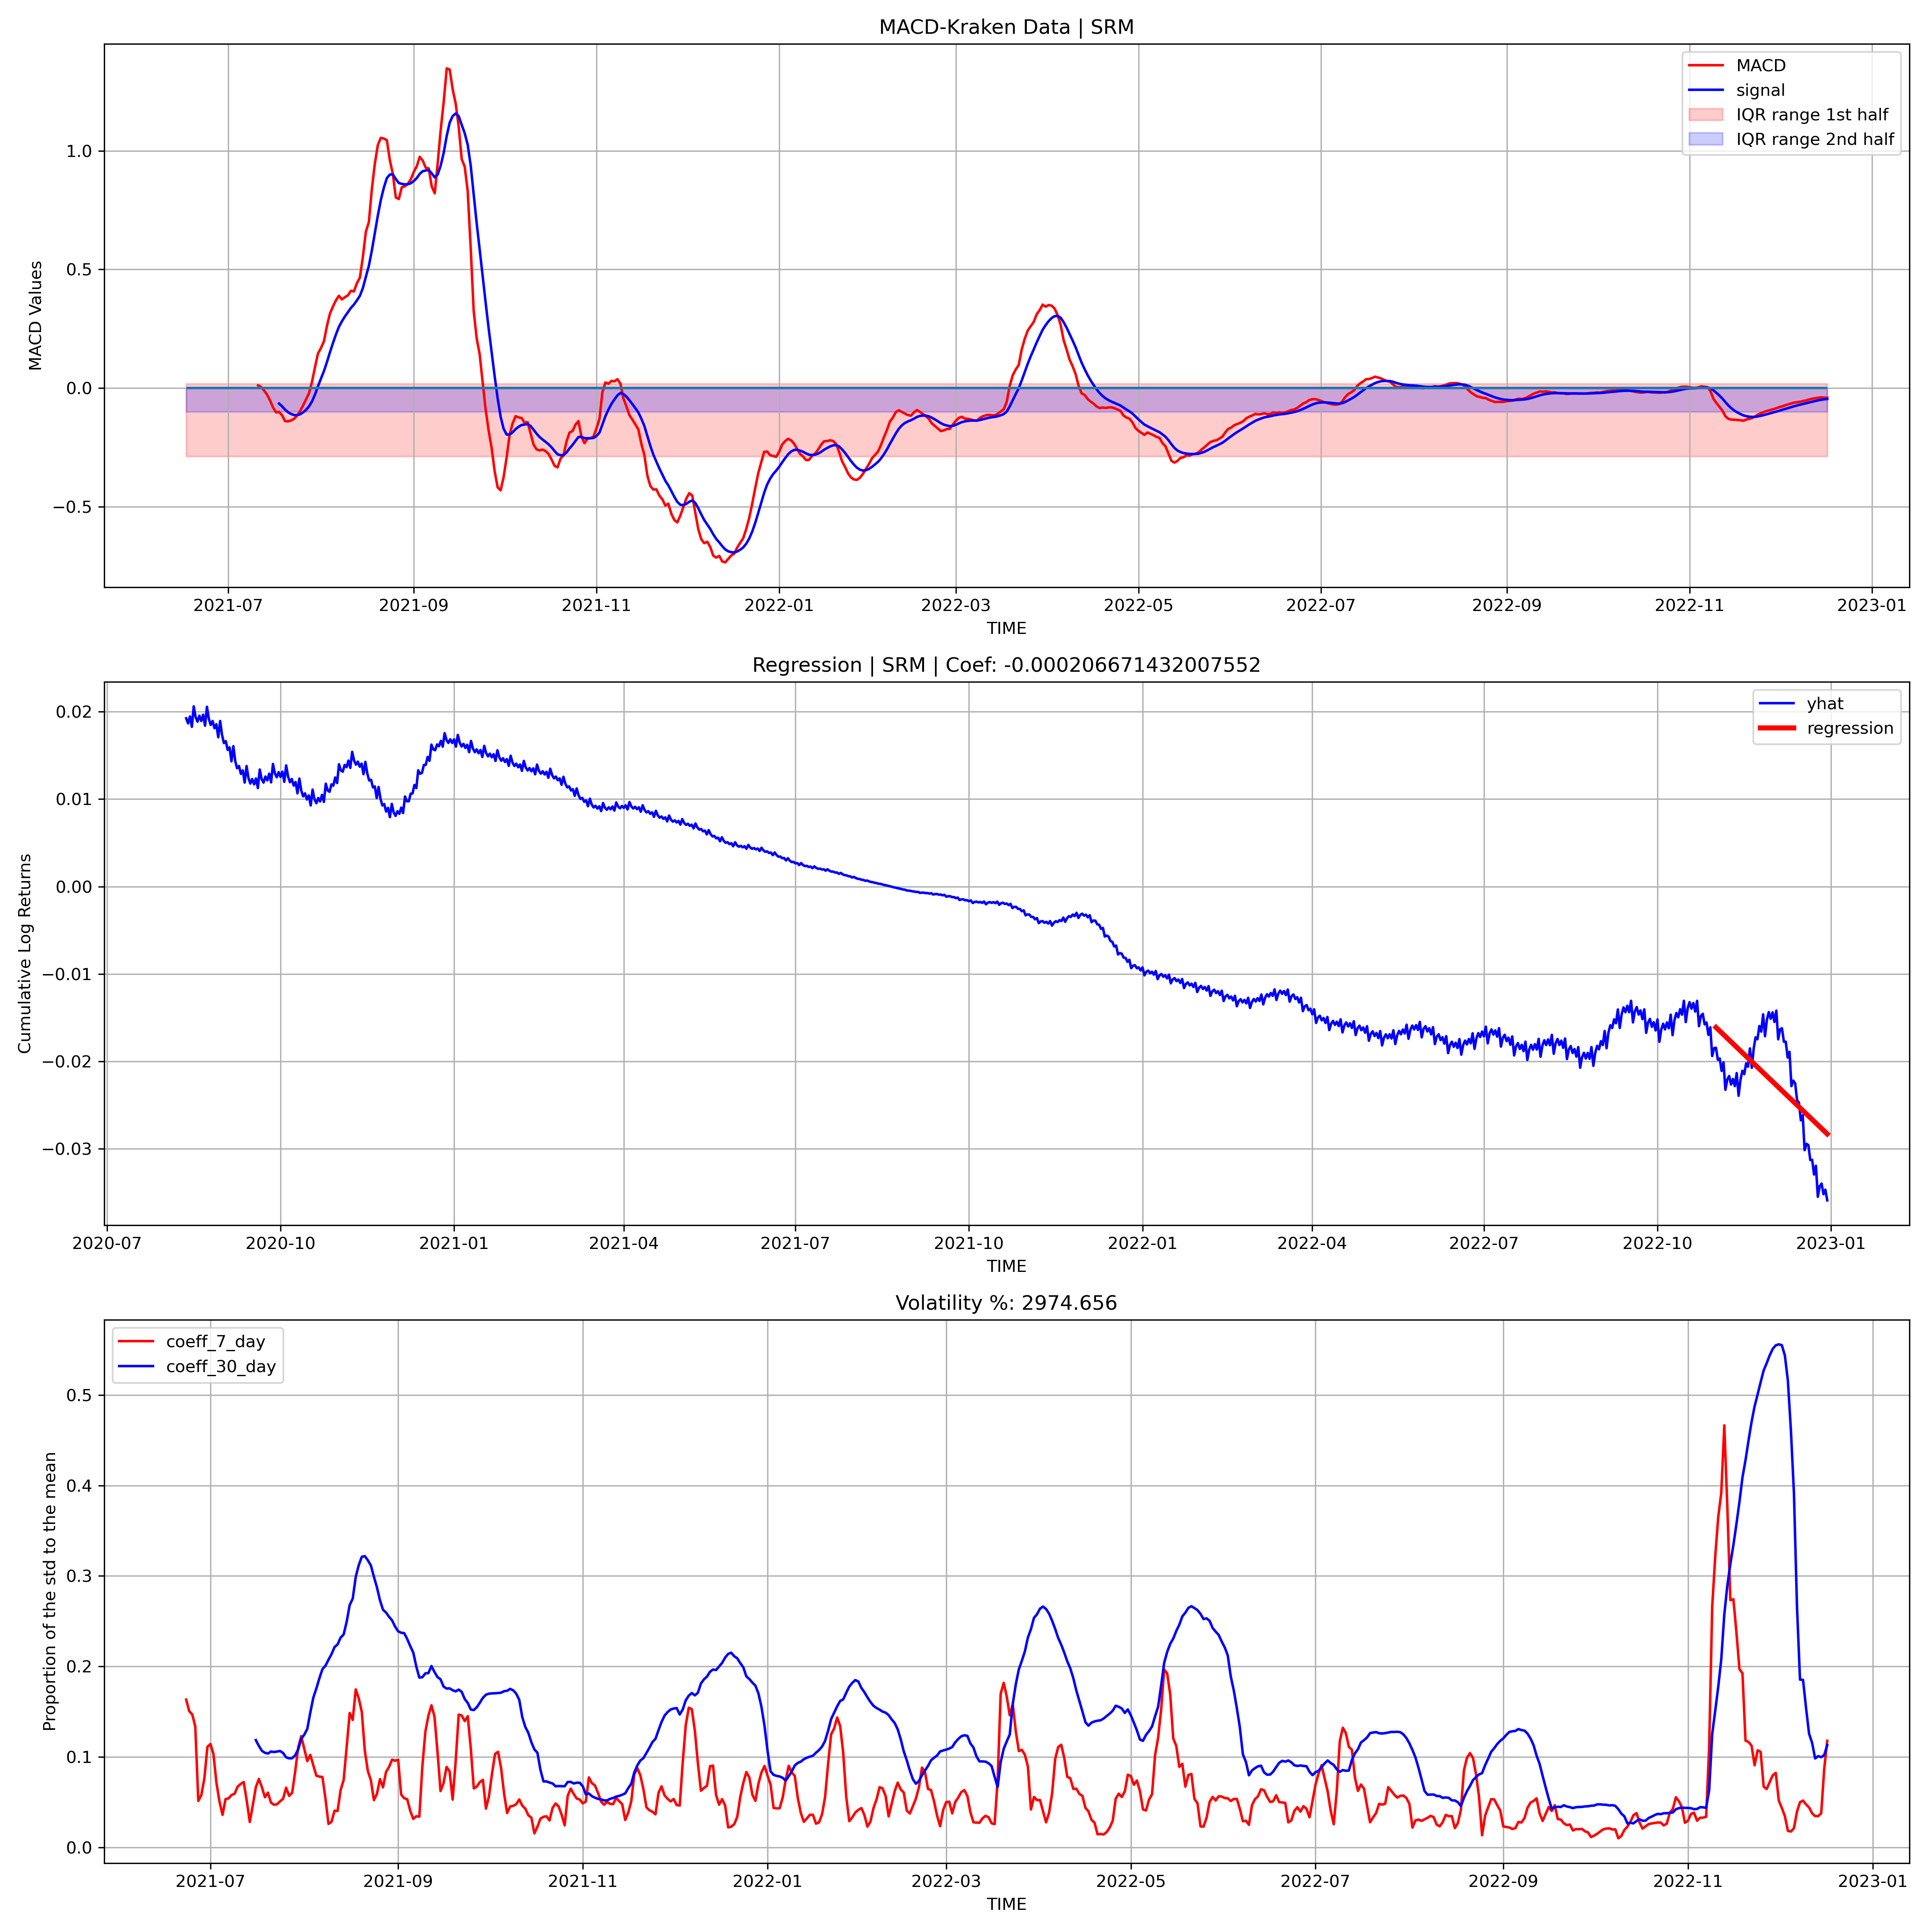 MACD-Kraken Data | SRM
MACD
signal
IQR range 1st half
IQR range 2nd half
MACD Values
1.0
0.5
0.0
−0.5
2021-07 2021-09 2021-11 2022-01 2022-03 2022-05 2022-07 2022-09 2022-11 2023-01
TIME
Regression | SRM | Coef: -0.000206671432007552
yhat
regression
Cumulative Log Returns
0.02
0.01
0.00
−0.01
−0.02
−0.03
2020-07 2020-10 2021-01 2021-04 2021-07 2021-10 2022-01 2022-04 2022-07 2022-10 2023-01
TIME
Volatility %: 2974.656
coeff_7_day
coeff_30_day
Proportion of the std to the mean
0.5
0.4
0.3
0.2
0.1
0.0
2021-07 2021-09 2021-11 2022-01 2022-03 2022-05 2022-07 2022-09 2022-11 2023-01
TIME